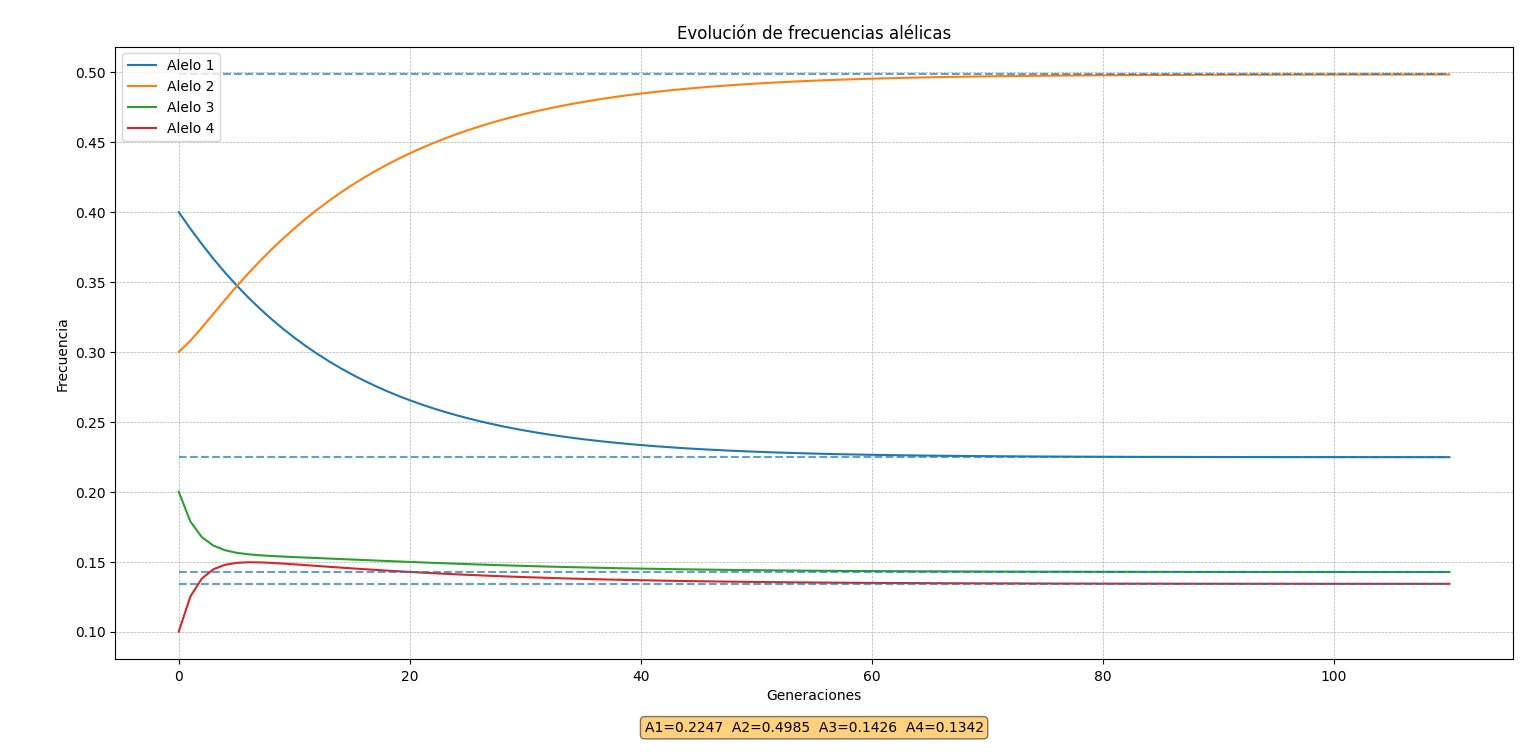 Evolución de frecuencias alélicas
Alelo 1
Alelo 2
Alelo 3
Alelo 4
Frecuencia
0.50
0.45
0.40
0.35
0.30
0.25
0.20
0.15
0.10
0 20 40 60 80 100
Generaciones
A1=0.2247 A2=0.4985 A3=0.1426 A4=0.1342